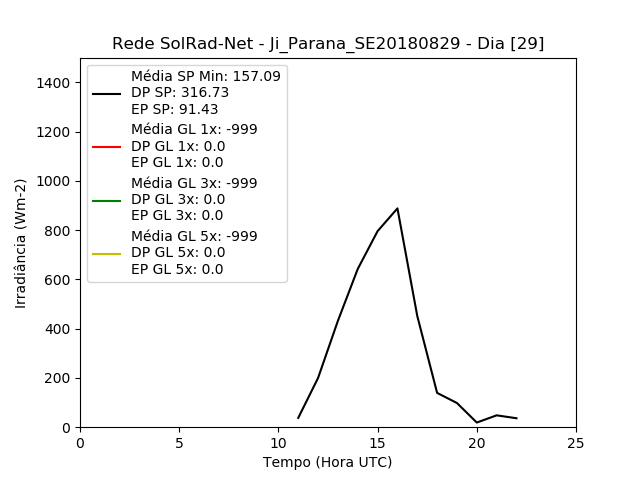 Rede SolRad-Net - Ji_Parana_SE20180829 - Dia [29]
Média SP Min: 157.09
DP SP: 316.73
EP SP: 91.43
Média GL 1x: -999
DP GL 1x: 0.0
EP GL 1x: 0.0
Média GL 3x: -999
DP GL 3x: 0.0
EP GL 3x: 0.0
Média GL 5x: -999
DP GL 5x: 0.0
EP GL 5x: 0.0
Irradiância (Wm-2)
1400
1200
1000
800
600
400
200
0
0 5 10 15 20 25
Tempo (Hora UTC)